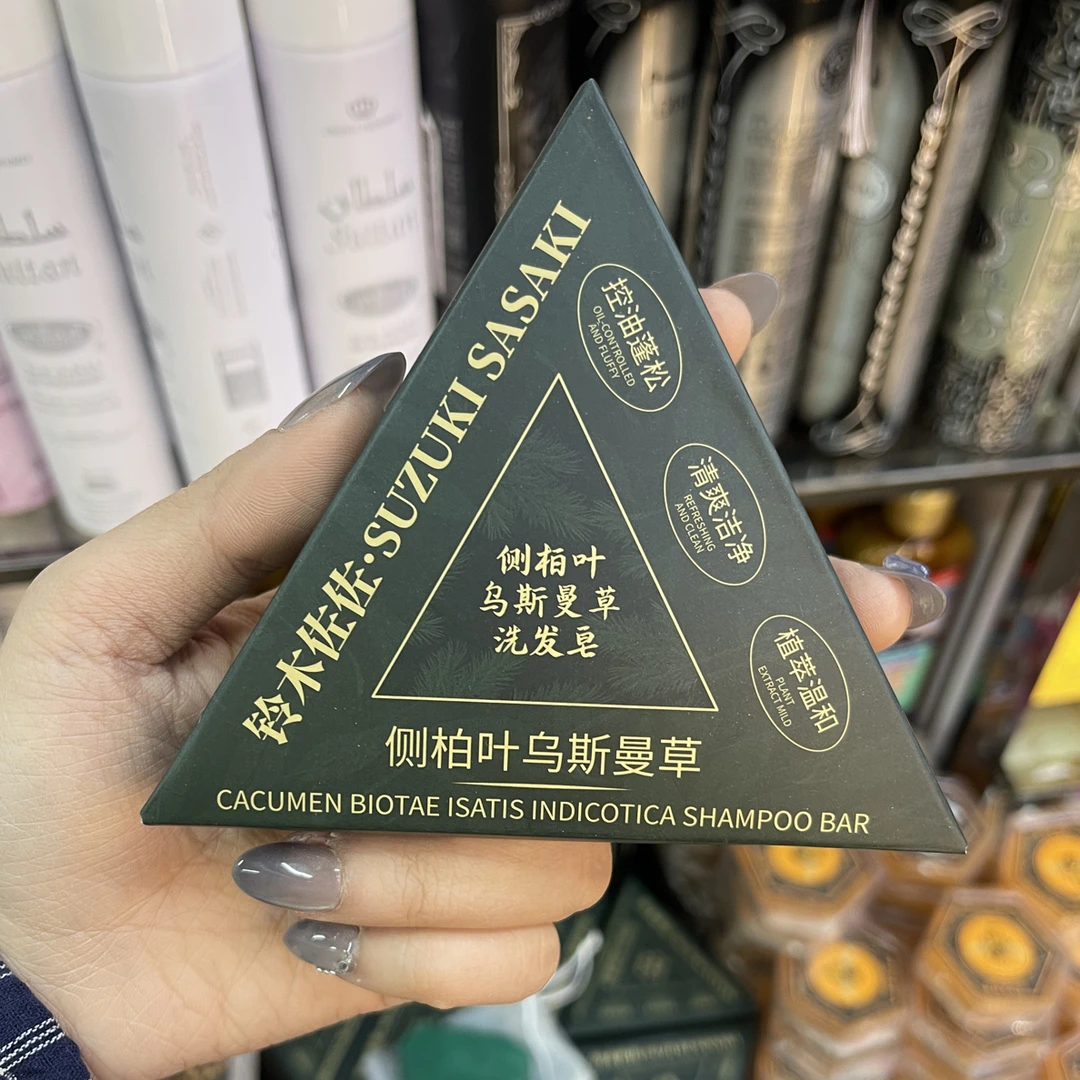 铃木佐佐·SUZUKI SASAKI
控油蓬松
OIL-CONTROLLED
AND FLUFFY
清爽洁净
REFRESHING
AND CLEAN
植萃温和
PLANT
EXTRACT MILD
侧柏叶
乌斯曼草
洗发皂
侧柏叶乌斯曼草
CACUMEN BIOTAE ISATIS INDICOTICA SHAMPOO BAR